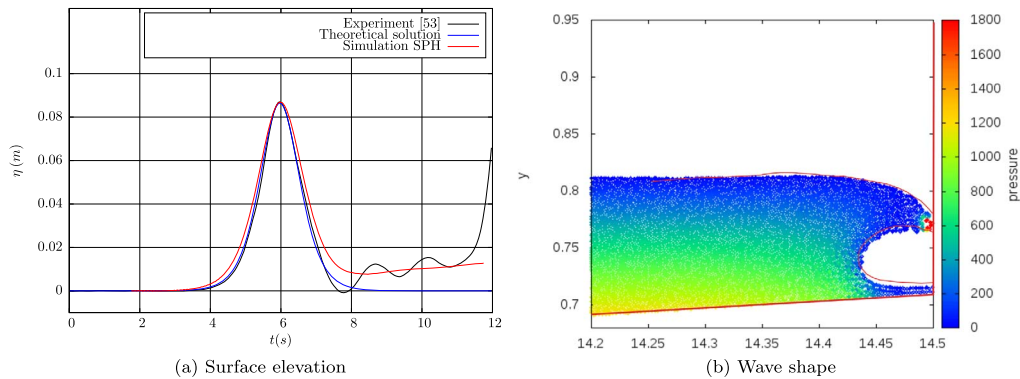 Experiment [53]
Theoretical solution
Simulation SPH
0.1
0.08
0.06
0.04
0.02
0
η (m)
0 2 4 6 8 10 12
t(s)
(a) Surface elevation
0.95
0.9
0.85
0.8
0.75
0.7
y
14.2 14.25 14.3 14.35 14.4 14.45 14.5
1800
1600
1400
1200
1000
800
600
400
200
0
pressure
(b) Wave shape